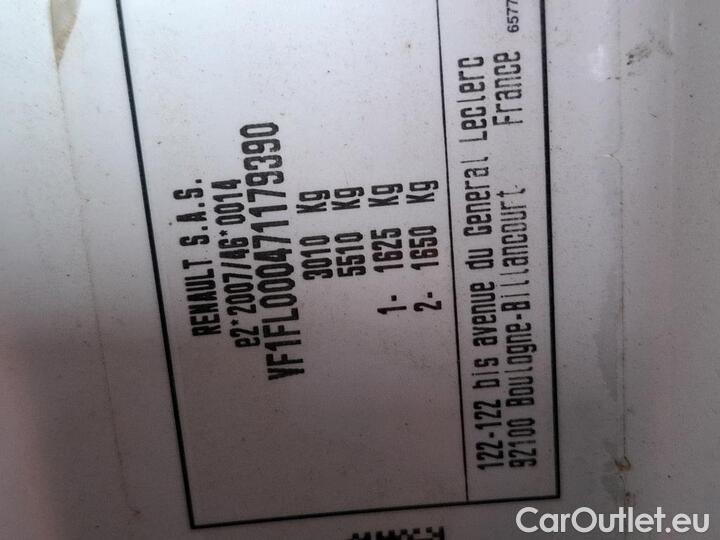 RENAULT S.A.S.
e2*2007/46*0014
VF1FL000471179390
3010 Kg
5510 Kg
1- 1625 Kg
2- 1650 Kg
122-122 bis avenue du General Leclerc
92100 Boulogne-Billancourt France
6577
CarOutlet.eu